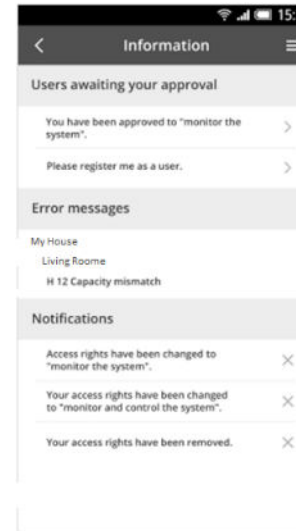 15:
Information
Users awaiting your approval
You have been approved to "monitor the
system".
Please register me as a user.
Error messages
My House
Living Roome
H 12 Capacity mismatch
Notifications
Access rights have been changed to
"monitor the system".
Your access rights have been changed
to "monitor and control the system".
Your access rights have been removed.